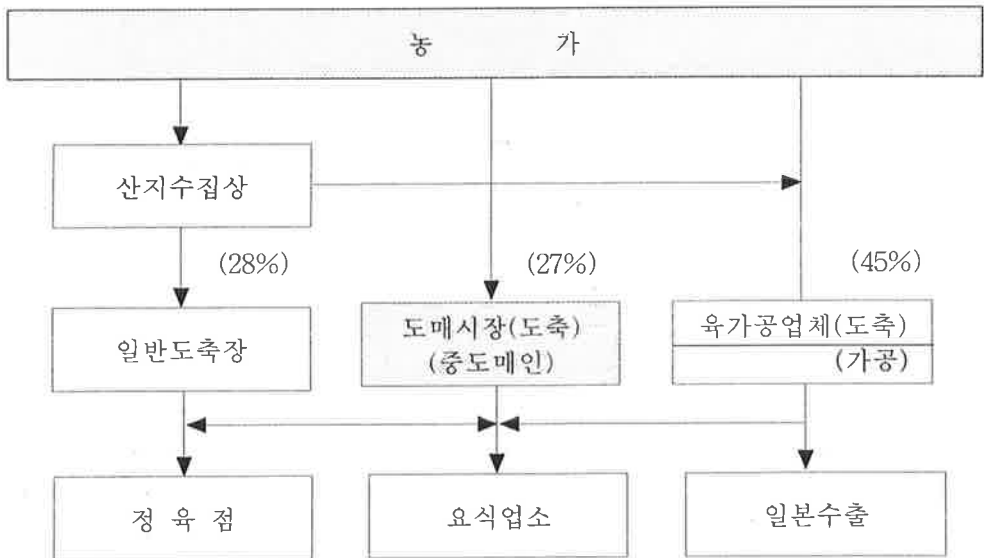 농 가
산지수집상
(28%) (27%) (45%)
일반도축장
도매시장(도축)
(중도매인)
육가공업체(도축)
(가공)
정 육 점
요식업소
일본수출